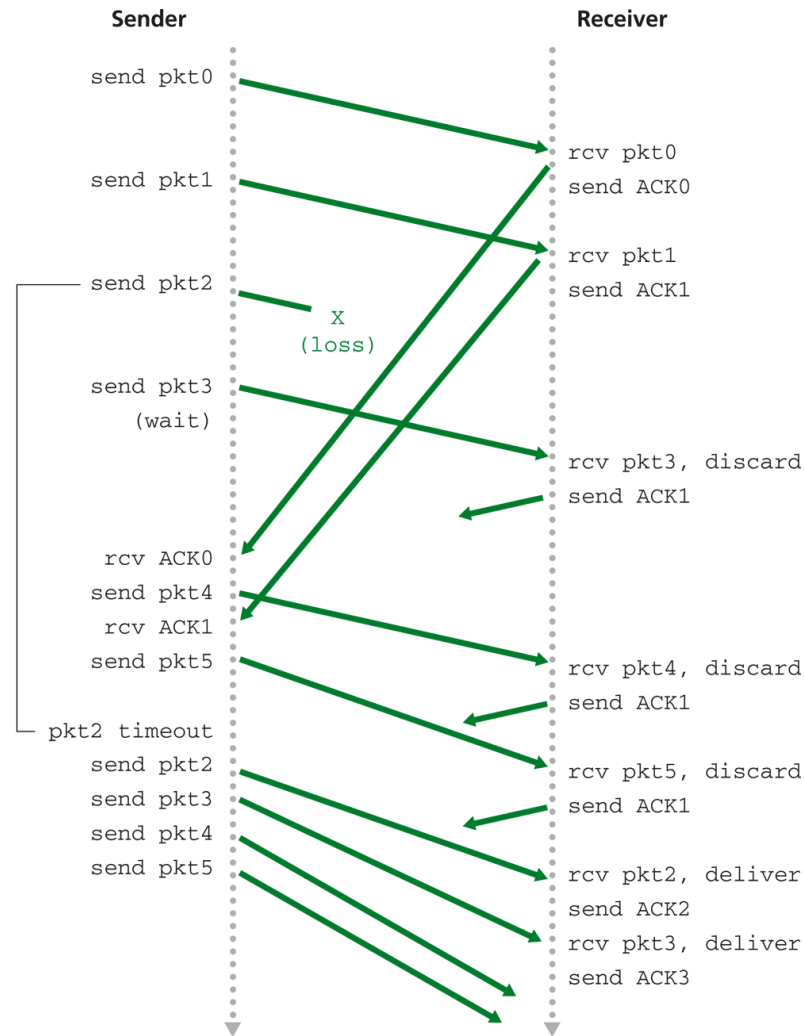 Sender
Receiver
send pkt0
rcv pkt0
send pkt1
send ACK0
rcv pkt1
send pkt2
send ACK1
X
(loss)
send pkt3
(wait)
rcv pkt3, discard
send ACK1
rcv ACK0
send pkt4
rcv ACK1
send pkt5
rcv pkt4, discard
send ACK1
pkt2 timeout
send pkt2
rcv pkt5, discard
send pkt3
send ACK1
send pkt4
send pkt5
rcv pkt2, deliver
send ACK2
rcv pkt3, deliver
send ACK3